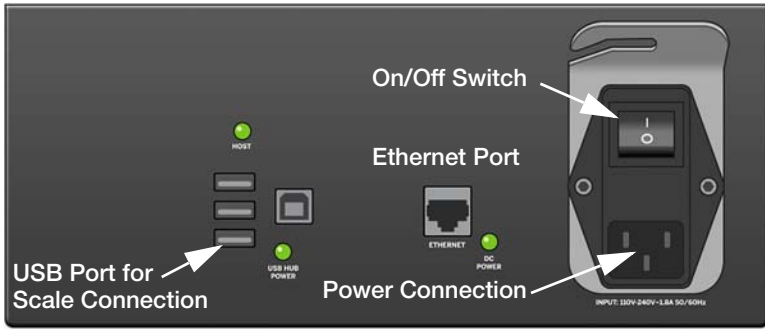 On/Off Switch
I
O
HOST
Ethernet Port
ETHERNET
DC
POWER
USB HUB
POWER
USB Port for
Scale Connection
Power Connection
INPUT: 110V-240V~1.8A 50/60Hz